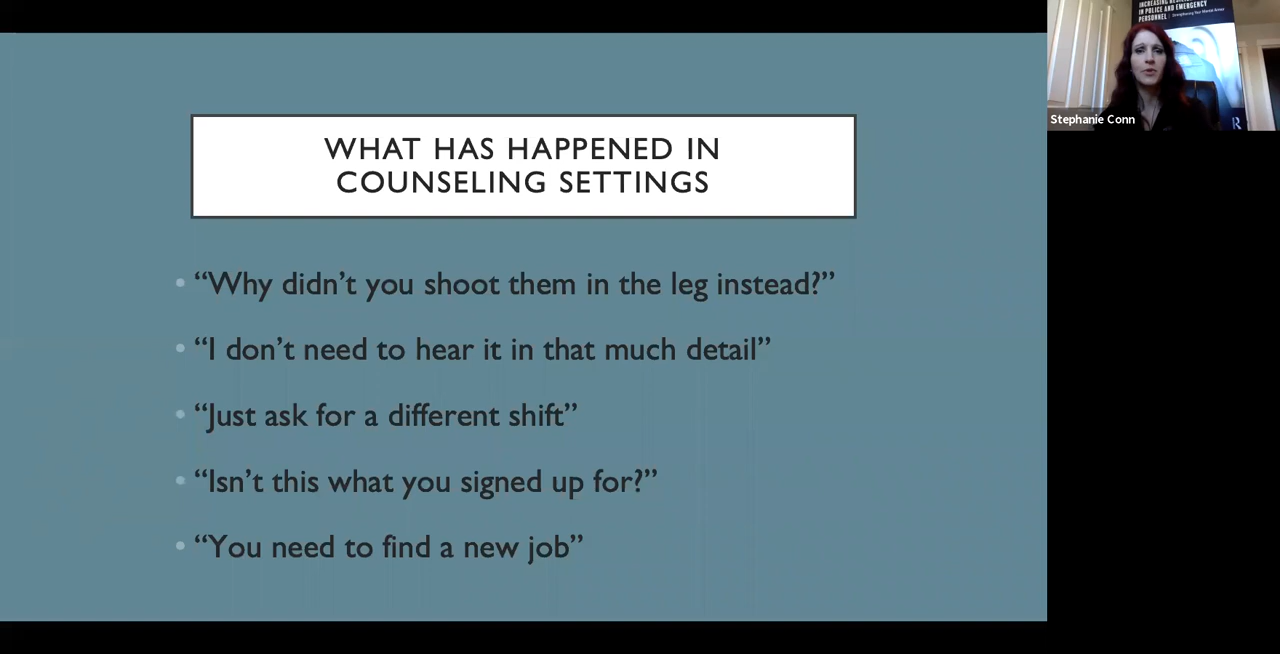 WHAT HAS HAPPENED IN
COUNSELING SETTINGS
“Why didn’t you shoot them in the leg instead?”
“I don’t need to hear it in that much detail”
“Just ask for a different shift”
“Isn’t this what you signed up for?”
“You need to find a new job”
IN POLICE AND EMERGENCY
PERSONNEL
Stephanie Conn
R